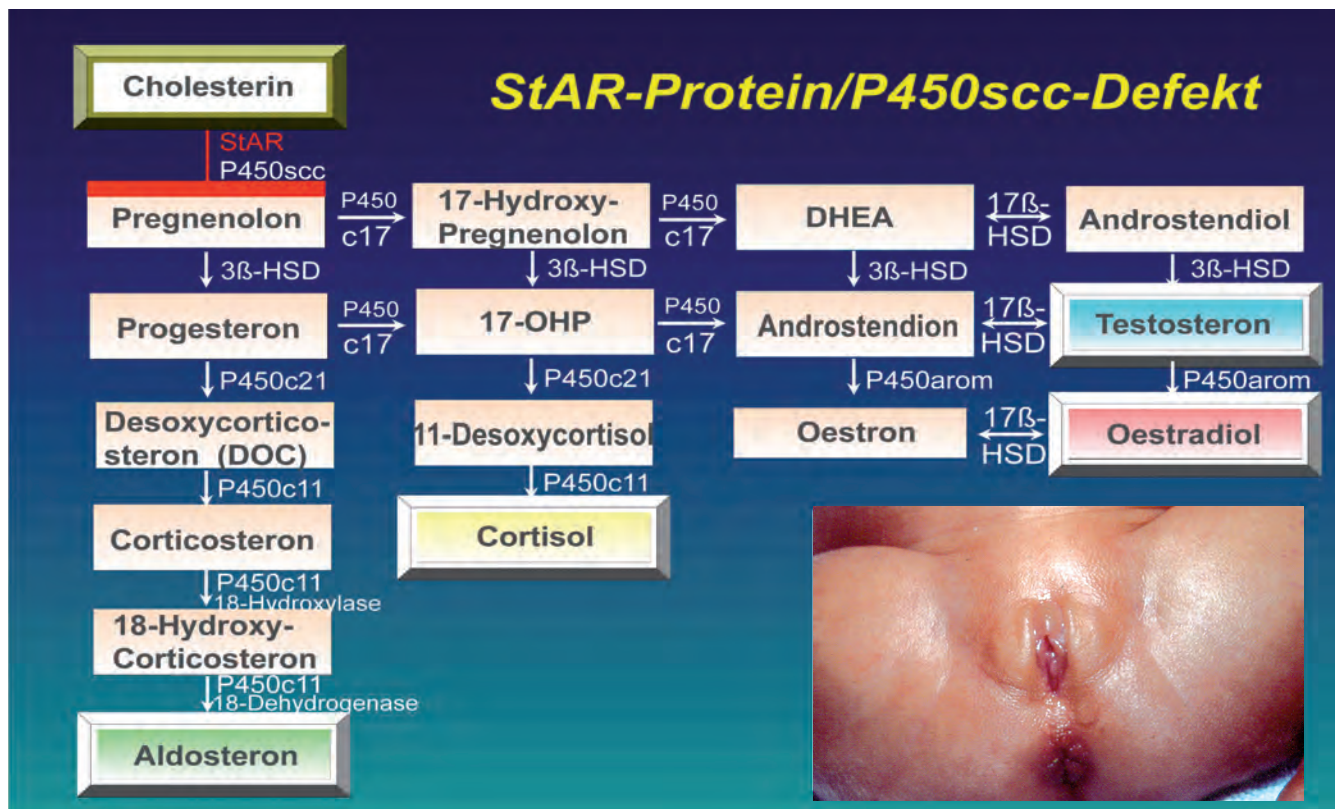 Cholesterin
StAR-Protein/P450scc-Defekt
StAR
P450scc
Pregnenolon
P450
c17
17-Hydroxy-
Pregnenolon
P450
c17
DHEA
17ß-
HSD
Androstendiol
3ß-HSD
3ß-HSD
3ß-HSD
3ß-HSD
Progesteron
P450
c17
17-OHP
P450
c17
Androstendion
17ß-
HSD
Testosteron
P450c21
P450c21
P450arom
P450arom
Desoxycortico-
steron (DOC)
11-Desoxycortisol
Oestron
17ß-
HSD
Oestradiol
P450c11
P450c11
Corticosteron
Cortisol
P450c11
18-Hydroxylase
18-Hydroxy-
Corticosteron
P450c11
18-Dehydrogenase
Aldosteron